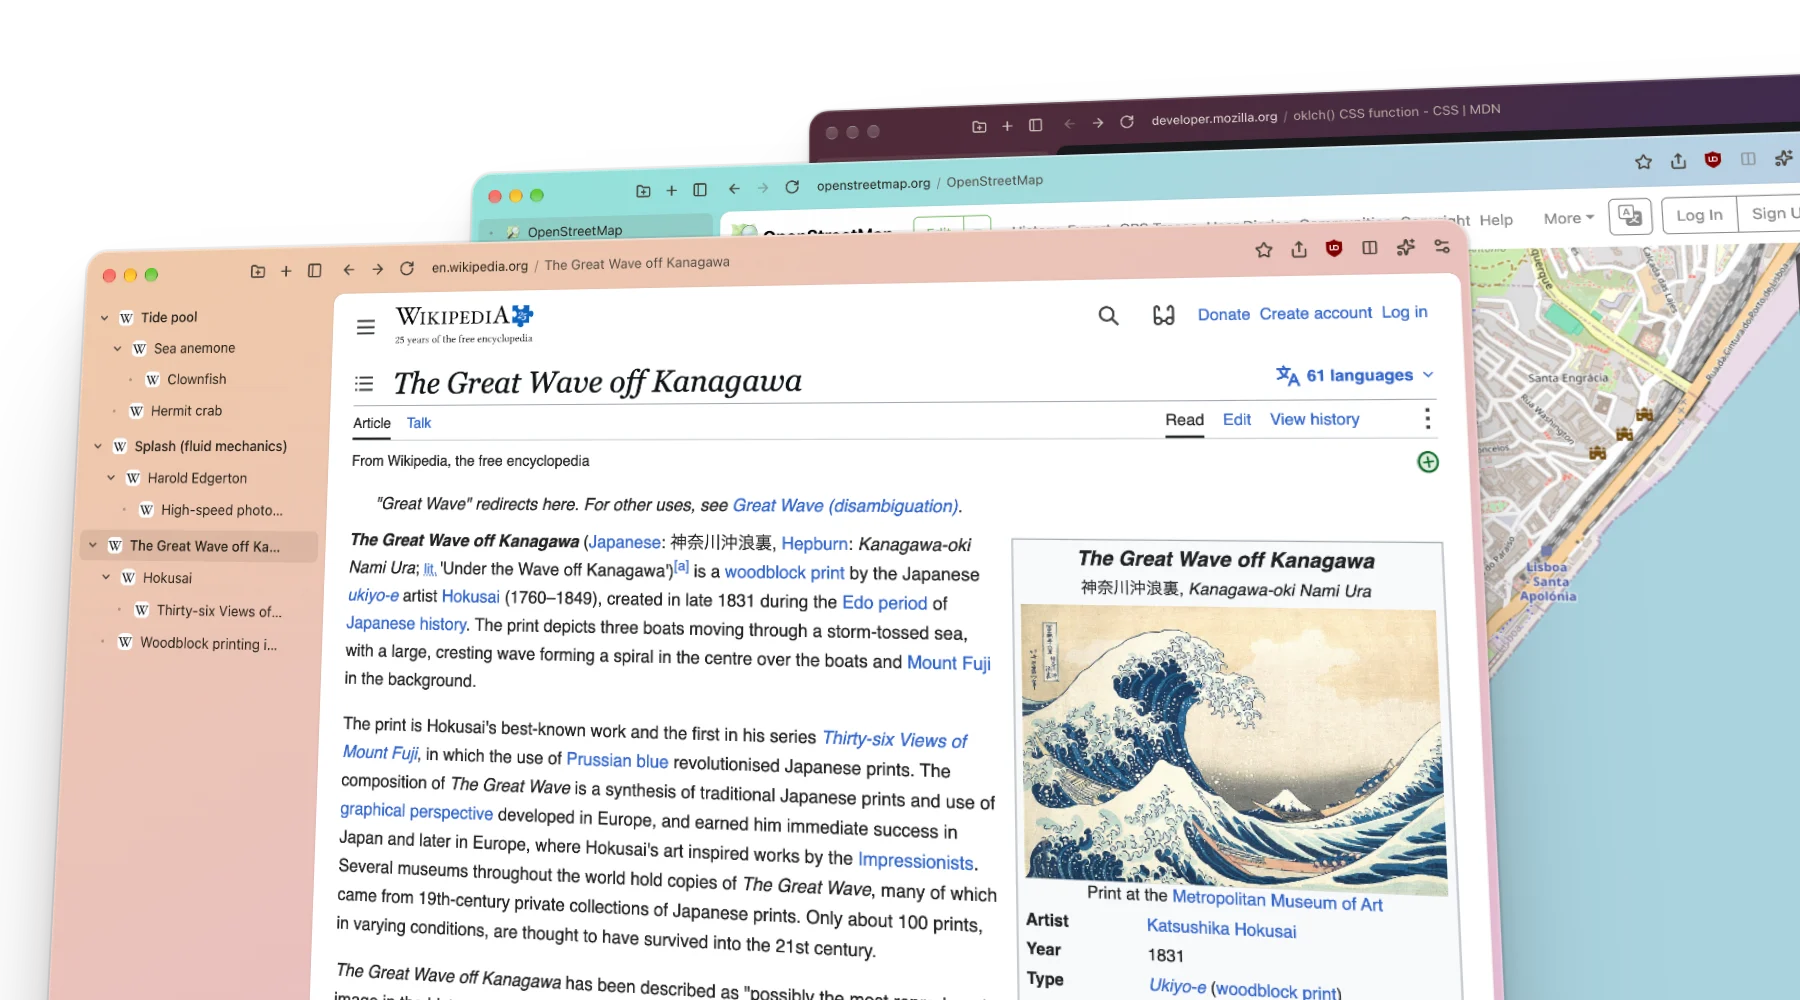 developer.mozilla.org / oklch() CSS function - CSS | MDN
openstreetmap.org / OpenStreetMap
OpenStreetMap
OpenStreetMap
Edit
Help
More
Log In
Sign U
en.wikipedia.org / The Great Wave off Kanagawa
Tide pool
Sea anemone
Clownfish
Hermit crab
Splash (fluid mechanics)
Harold Edgerton
High-speed photo...
The Great Wave off Ka...
Hokusai
Thirty-six Views of...
Woodblock printing i...
WIKIPEDIA 25
25 years of the free encyclopedia
Donate Create account Log in
The Great Wave off Kanagawa
61 languages
Article Talk
Read Edit View history
From Wikipedia, the free encyclopedia
"Great Wave" redirects here. For other uses, see Great Wave (disambiguation).
The Great Wave off Kanagawa (Japanese: 神奈川沖浪裏, Hepburn: Kanagawa-oki
Nami Ura; lit. 'Under the Wave off Kanagawa')[a] is a woodblock print by the Japanese
ukiyo-e artist Hokusai (1760–1849), created in late 1831 during the Edo period of
Japanese history. The print depicts three boats moving through a storm-tossed sea,
with a large, cresting wave forming a spiral in the centre over the boats and Mount Fuji
in the background.
The print is Hokusai's best-known work and the first in his series Thirty-six Views of
Mount Fuji, in which the use of Prussian blue revolutionised Japanese prints. The
composition of The Great Wave is a synthesis of traditional Japanese prints and use of
graphical perspective developed in Europe, and earned him immediate success in
Japan and later in Europe, where Hokusai's art inspired works by the Impressionists.
Several museums throughout the world hold copies of The Great Wave, many of which
came from 19th-century private collections of Japanese prints. Only about 100 prints,
in varying conditions, are thought to have survived into the 21st century.
The Great Wave off Kanagawa has been described as "possibly the most
The Great Wave off Kanagawa
神奈川沖浪裏, Kanagawa-oki Nami Ura
Print at the Metropolitan Museum of Art
Artist Katsushika Hokusai
Year 1831
Type Ukiyo-e (woodblock print)
Santa Engrácia
Rua Washington
Calçada das Lajes
Lisboa
Santa
Apolónia